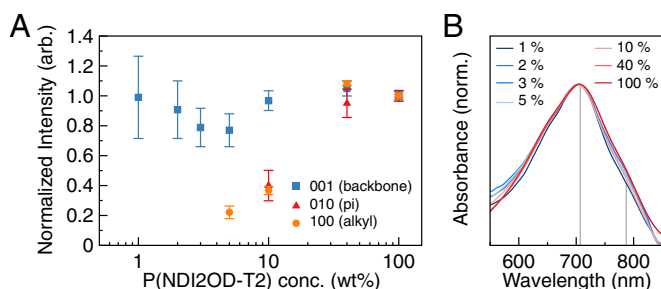 A
Normalized Intensity (arb.)
1.4
1.2
1.0
0.8
0.6
0.4
0.2
0
1
10
100
P(NDI2OD-T2) conc. (wt%)
001 (backbone)
010 (pi)
100 (alkyl)
B
Absorbance (norm.)
1 %
2 %
3 %
5 %
10 %
40 %
100 %
600
700
800
Wavelength (nm)